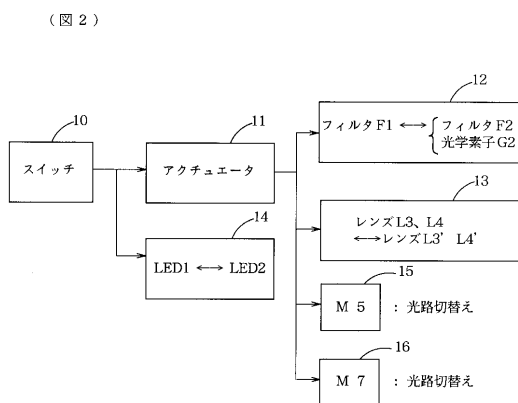 (図2)
10
スイッチ
11
アクチュエータ
14
LED1 ←→ LED2
12
フィルタF1 ←→ { フィルタF2
光学素子G2
13
レンズL3、L4
←→レンズL3' L4'
15
M 5 : 光路切替え
16
M 7 : 光路切替え